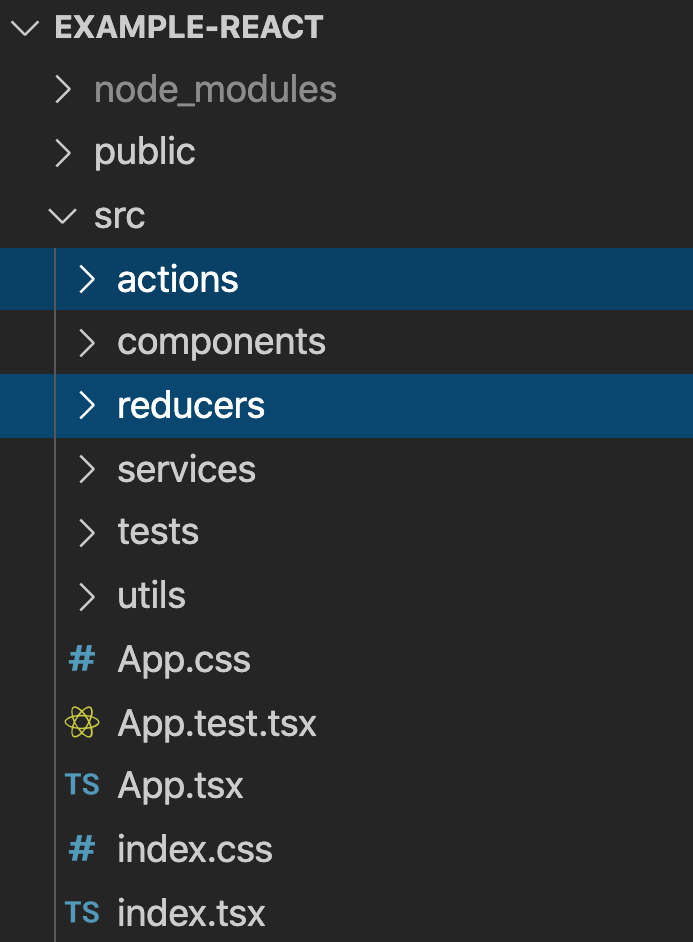 EXAMPLE-REACT
node_modules
public
src
actions
components
reducers
services
tests
utils
# App.css
App.test.tsx
TS App.tsx
# index.css
TS index.tsx